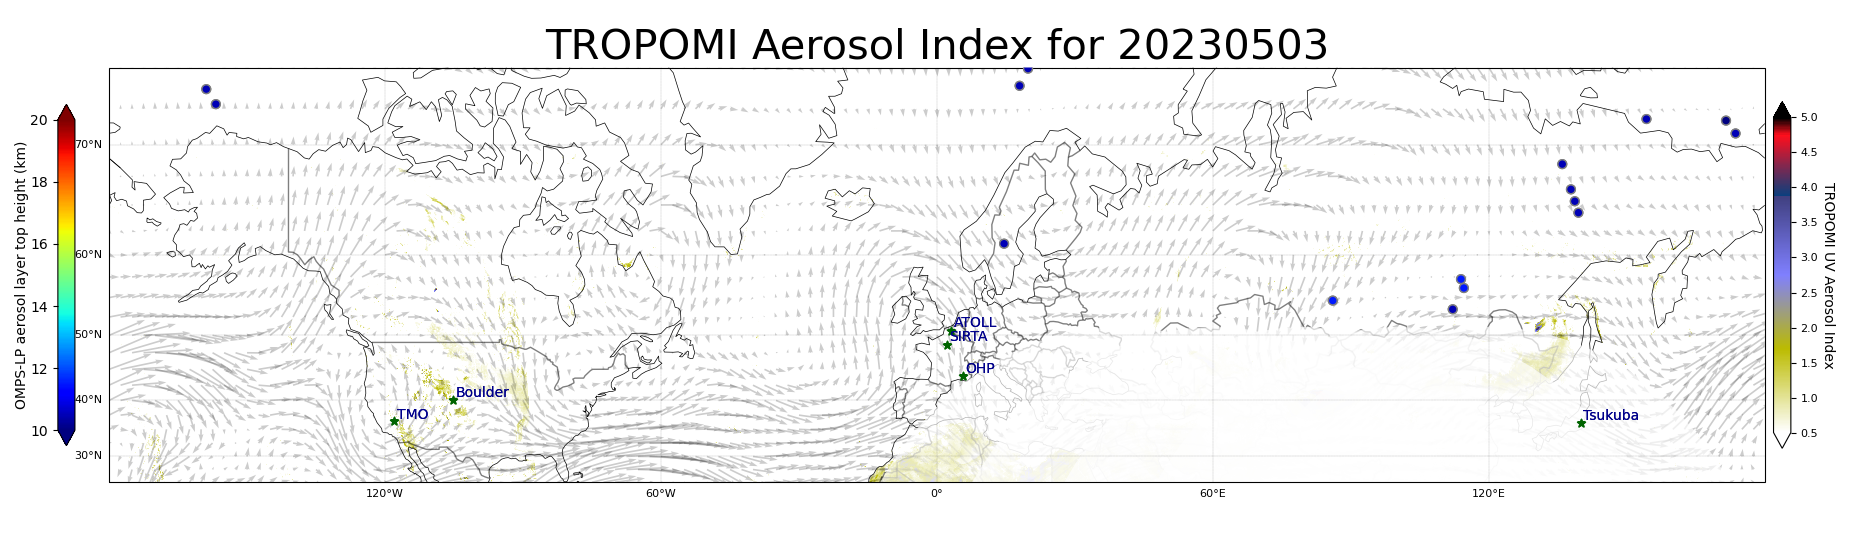 TROPOMI Aerosol Index for 20230503
OMPS-LP aerosol layer top height (km)
20
18
16
14
12
10
70°N
60°N
50°N
40°N
30°N
120°W
60°W
0°
60°E
120°E
ATOLL
SIRTA
OHP
Boulder
TMO
Tsukuba
5.0
4.5
4.0
3.5
3.0
2.5
2.0
1.5
1.0
0.5
TROPOMI UV Aerosol Index